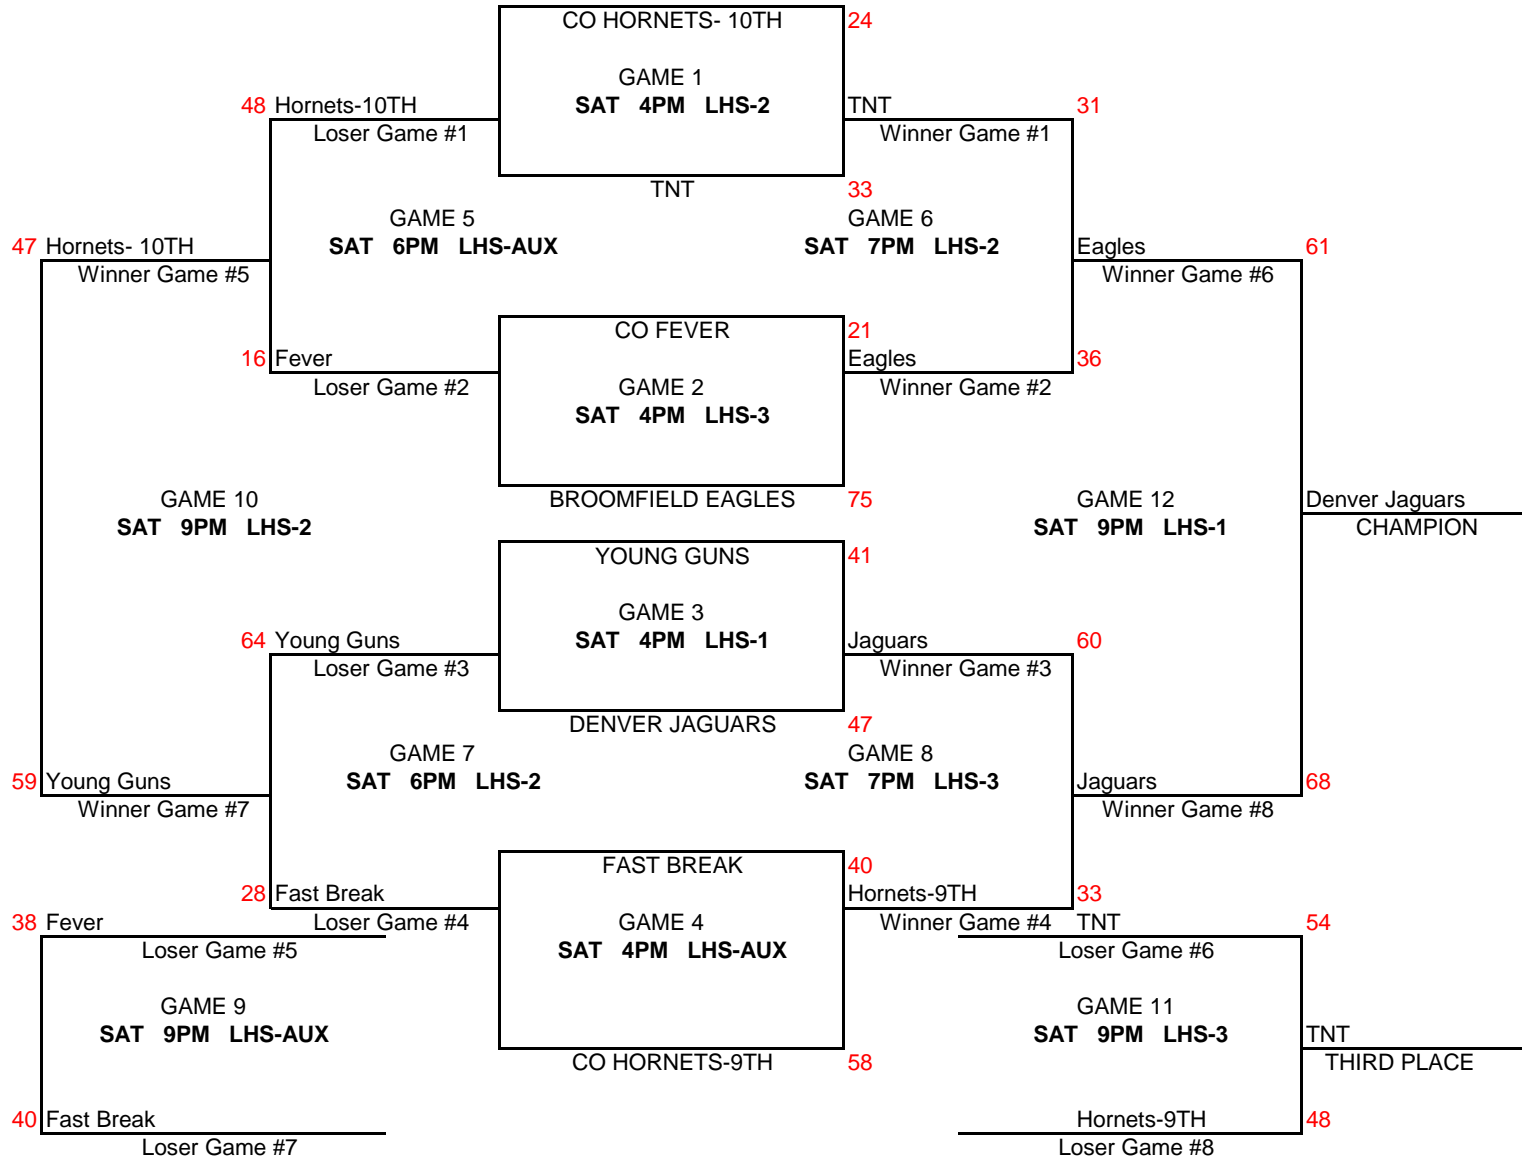 CO HORNETS- 10TH 24
GAME 1
48 Hornets-10TH SAT 4PM LHS-2 TNT 31
Loser Game #1 Winner Game #1
TNT 33
GAME 5 GAME 6
47 Hornets- 10TH SAT 6PM LHS-AUX SAT 7PM LHS-2 Eagles 61
Winner Game #5 Winner Game #6
CO FEVER 21
16 Fever Eagles 36
Loser Game #2 GAME 2 Winner Game #2
SAT 4PM LHS-3
GAME 10 BROOMFIELD EAGLES 75 GAME 12 Denver Jaguars
SAT 9PM LHS-2 SAT 9PM LHS-1 CHAMPION
YOUNG GUNS 41
GAME 3
64 Young Guns SAT 4PM LHS-1 Jaguars 60
Loser Game #3 Winner Game #3
DENVER JAGUARS 47
GAME 7 GAME 8
59 Young Guns SAT 6PM LHS-2 SAT 7PM LHS-3 Jaguars 68
Winner Game #7 Winner Game #8
FAST BREAK 40
28 Fast Break Hornets-9TH 33
38 Fever Loser Game #4 GAME 4 Winner Game #4 TNT 54
Loser Game #5 SAT 4PM LHS-AUX Loser Game #6
GAME 9 GAME 11
SAT 9PM LHS-AUX SAT 9PM LHS-3 TNT
CO HORNETS-9TH 58 THIRD PLACE
40 Fast Break Hornets-9TH 48
Loser Game #7 Loser Game #8